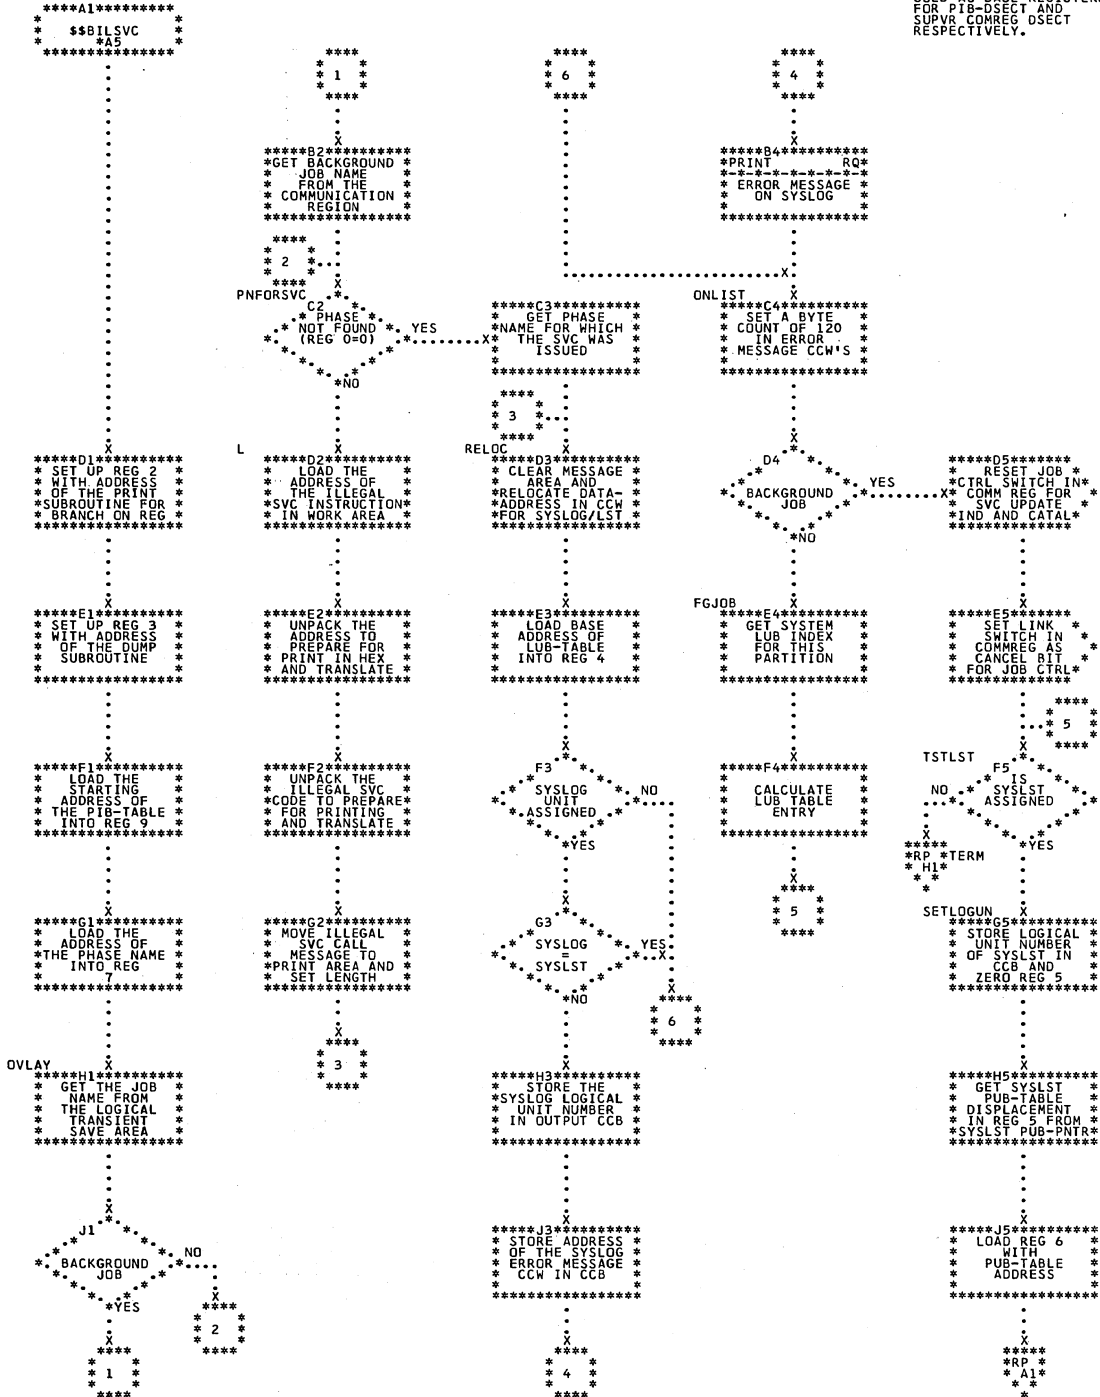 FOR PIB-DSECT AND
SUPVR COMREG DSECT
RESPECTIVELY.
*****A1**********
$$BILSVC
*A5
*****D1**********
SET UP REG 2
WITH ADDRESS
OF THE PRINT
SUBROUTINE FOR
BRANCH ON REG
*****E1**********
SET UP REG 3
WITH ADDRESS
OF THE DUMP
SUBROUTINE
*****F1**********
LOAD THE
STARTING
ADDRESS OF
THE PIB-TABLE
INTO REG 9
*****G1**********
LOAD THE
ADDRESS OF
THE PHASE NAME
INTO REG
7
OVLAY
*****H1**********
GET THE JOB
NAME FROM
THE LOGICAL
TRANSIENT
SAVE AREA
J1
BACKGROUND
JOB
NO
2
*YES
1
1
*****B2**********
GET BACKGROUND
JOB NAME
FROM THE
COMMUNICATION
REGION
2
PNFORSVC
C2
PHASE
NOT FOUND
(REG 0=0)
YES
*NO
L
*****D2**********
LOAD THE
ADDRESS OF
THE ILLEGAL
SVC INSTRUCTION
IN WORK AREA
*****E2**********
UNPACK THE
ADDRESS TO
PREPARE FOR
PRINT IN HEX
AND TRANSLATE
*****F2**********
UNPACK THE
ILLEGAL SVC
CODE TO PREPARE
FOR PRINTING
AND TRANSLATE
*****G2**********
MOVE ILLEGAL
SVC CALL
MESSAGE TO
PRINT AREA AND
SET LENGTH
3
6
*****C3**********
GET PHASE
NAME FOR WHICH
THE SVC WAS
ISSUED
3
RELOC
*****D3**********
CLEAR MESSAGE
AREA AND
RELOCATE DATA-
ADDRESS IN CCW
FOR SYSLOG/LST
*****E3**********
LOAD BASE
ADDRESS OF
LUB-TABLE
INTO REG 4
F3
SYSLOG
UNIT
ASSIGNED
NO
*YES
G3
SYSLOG
=
SYSLST
YES
*NO
6
*****H3**********
STORE THE
SYSLOG LOGICAL
UNIT NUMBER
IN OUTPUT CCB
*****J3**********
STORE ADDRESS
OF THE SYSLOG
ERROR MESSAGE
CCW IN CCB
4
4
*****B4**********
*PRINT RQ*
*-*-*-*-*-*-*-*-*
ERROR MESSAGE
ON SYSLOG
ONLIST
*****C4**********
SET A BYTE
COUNT OF 120
IN ERROR
MESSAGE CCW'S
D4
BACKGROUND
JOB
YES
*NO
FGJOB
*****E4**********
GET SYSTEM
LUB INDEX
FOR THIS
PARTITION
*****F4**********
CALCULATE
LUB TABLE
ENTRY
5
*****D5**********
RESET JOB
CTRL SWITCH IN
COMM REG FOR
SVC UPDATE
IND AND CATAL
*****E5**********
SET LINK
SWITCH IN
COMMREG AS
CANCEL BIT
FOR JOB CTRL
5
TSTLST
F5
IS
SYSLST
ASSIGNED
NO
*RP *TERM
* H1*
*YES
SETLOGUN
*****G5**********
STORE LOGICAL
UNIT NUMBER
OF SYSLST IN
CCB AND
ZERO REG 5
*****H5**********
GET SYSLST
PUB-TABLE
DISPLACEMENT
IN REG 5 FROM
SYSLST PUB-PNTR
*****J5**********
LOAD REG 6
WITH
PUB-TABLE
ADDRESS
*RP *
* A1*